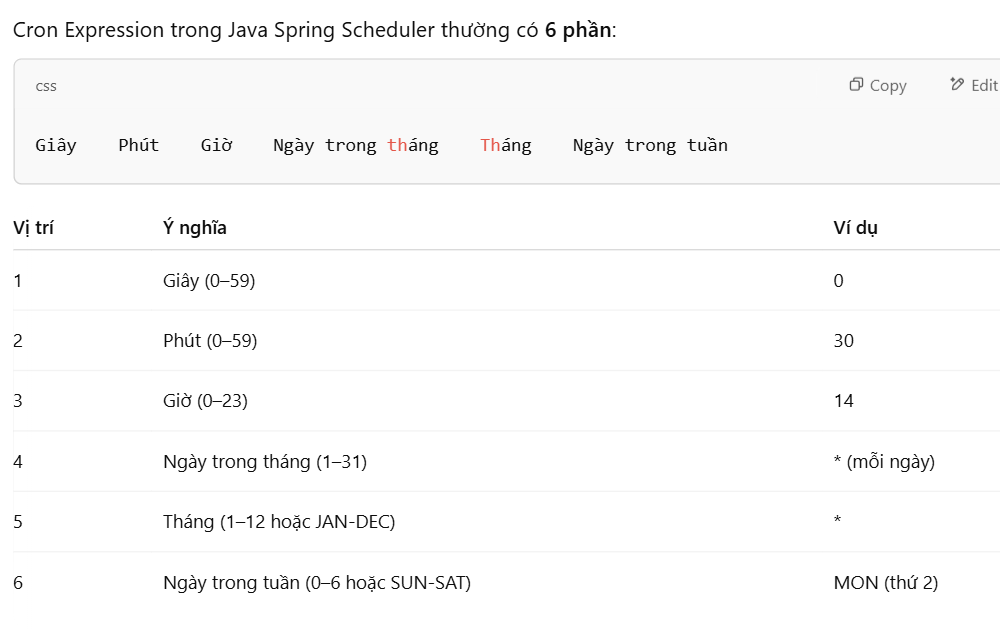 Cron Expression trong Java Spring Scheduler thường có 6 phần:
css
Copy
Edit
Giây Phút Giờ Ngày trong tháng Tháng Ngày trong tuần
Vị trí Ý nghĩa Ví dụ
1 Giây (0–59) 0
2 Phút (0–59) 30
3 Giờ (0–23) 14
4 Ngày trong tháng (1–31) * (mỗi ngày)
5 Tháng (1–12 hoặc JAN-DEC) *
6 Ngày trong tuần (0–6 hoặc SUN-SAT) MON (thứ 2)